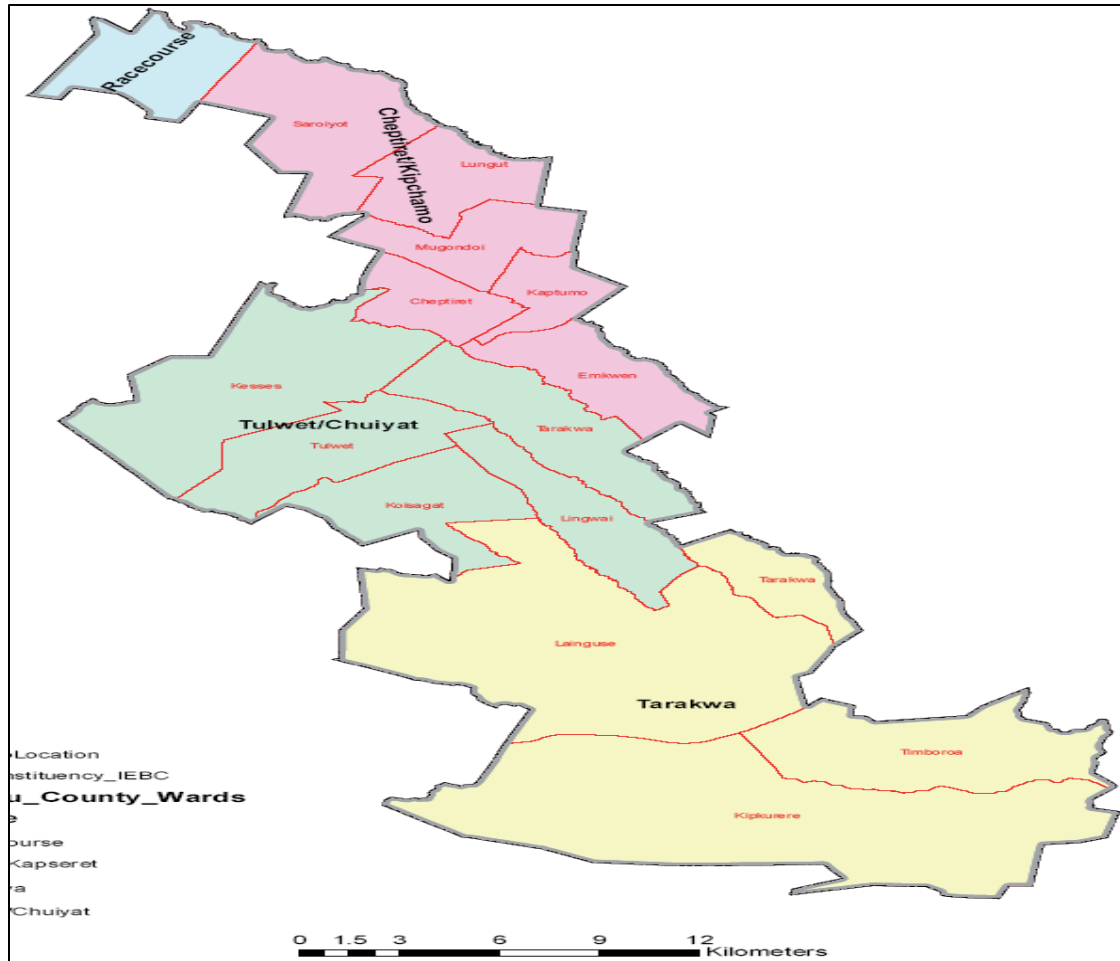 Racecourse
Saroiyot
Cheptiret/Kipchamo
Lungut
Mugondoi
Kaptumo
Cheptiret
Emkwen
Kesses
Tulwet/Chuiyat
Tarakwa
Tulwet
Koisagat
Lingwai
Tarakwa
Lainguse
Tarakwa
Timboroa
Kipkurere
Location
nstituency_IEBC
u_County_Wards
e
ourse
Kapseret
a
/Chuiyat
0 1.5 3 6 9 12
Kilometers